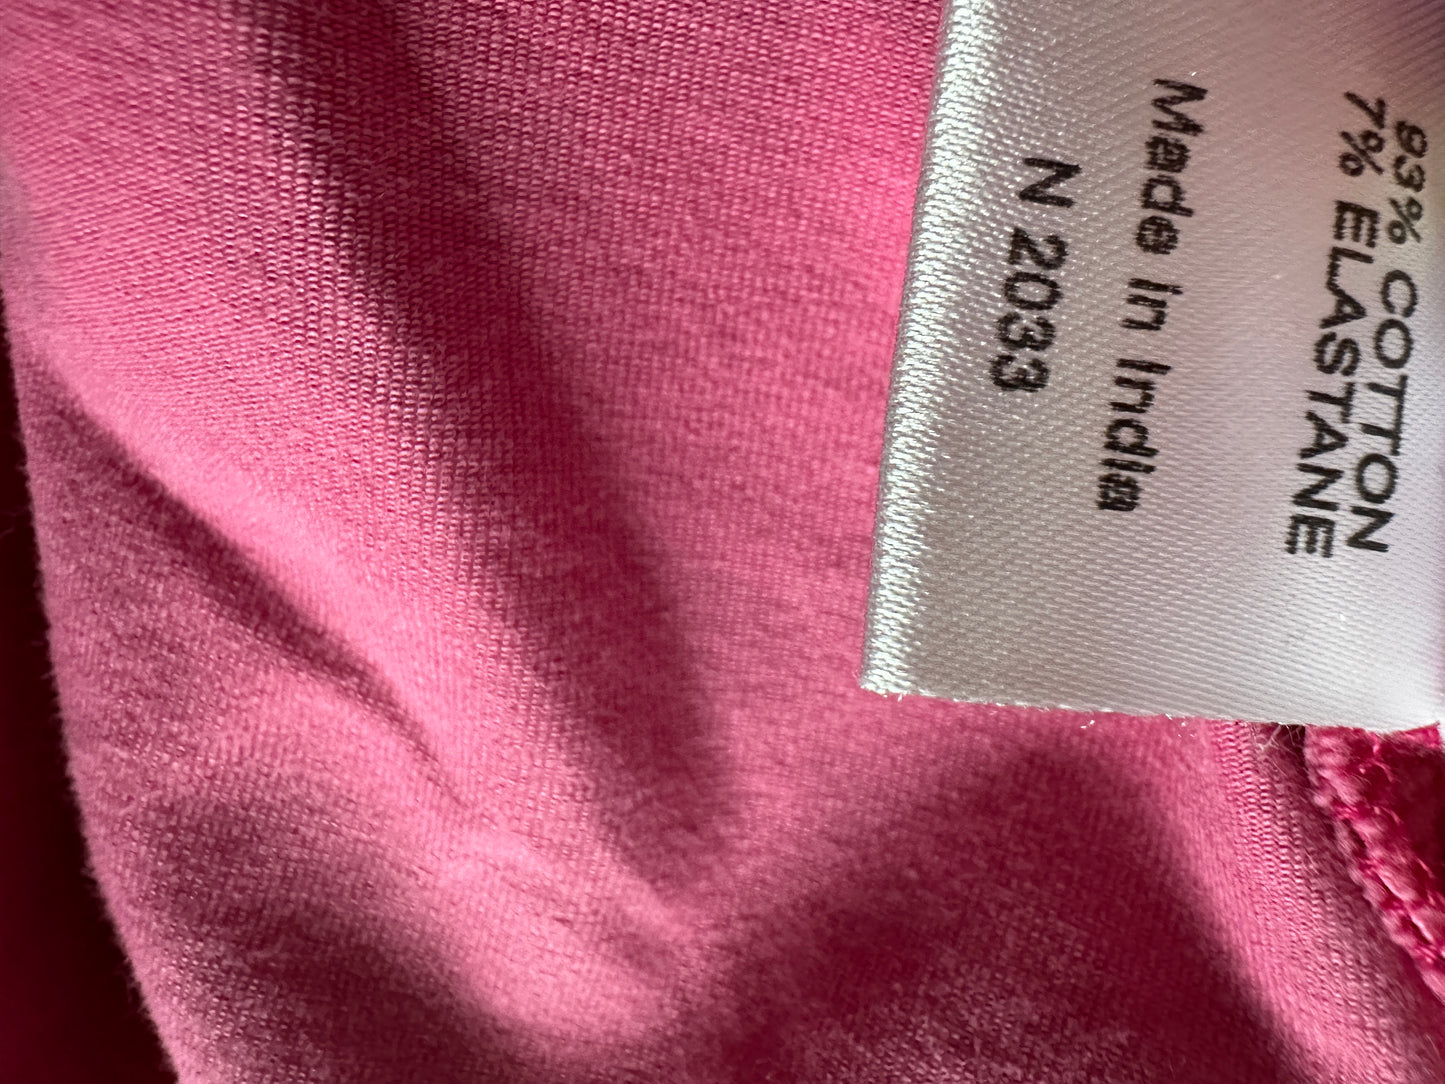 93% COTTON
7% ELASTANE
Made In India
N 2033